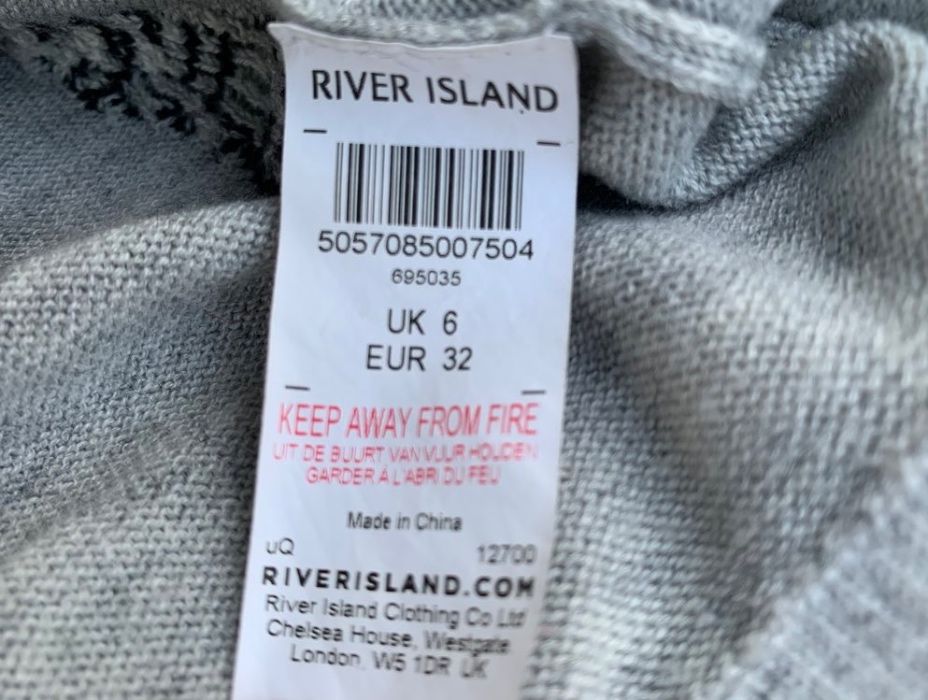 RIVER ISLAND
5057085007504
695035
UK 6
EUR 32
KEEP AWAY FROM FIRE
UIT DE BUURT VAN VUUR HOUDEN
GARDER À L'ABRI DU FEU
Made in China
uQ 12700
RIVERISLAND.COM
River Island Clothing Co Ltd
Chelsea House, Westgate
London. W5 1DR UK